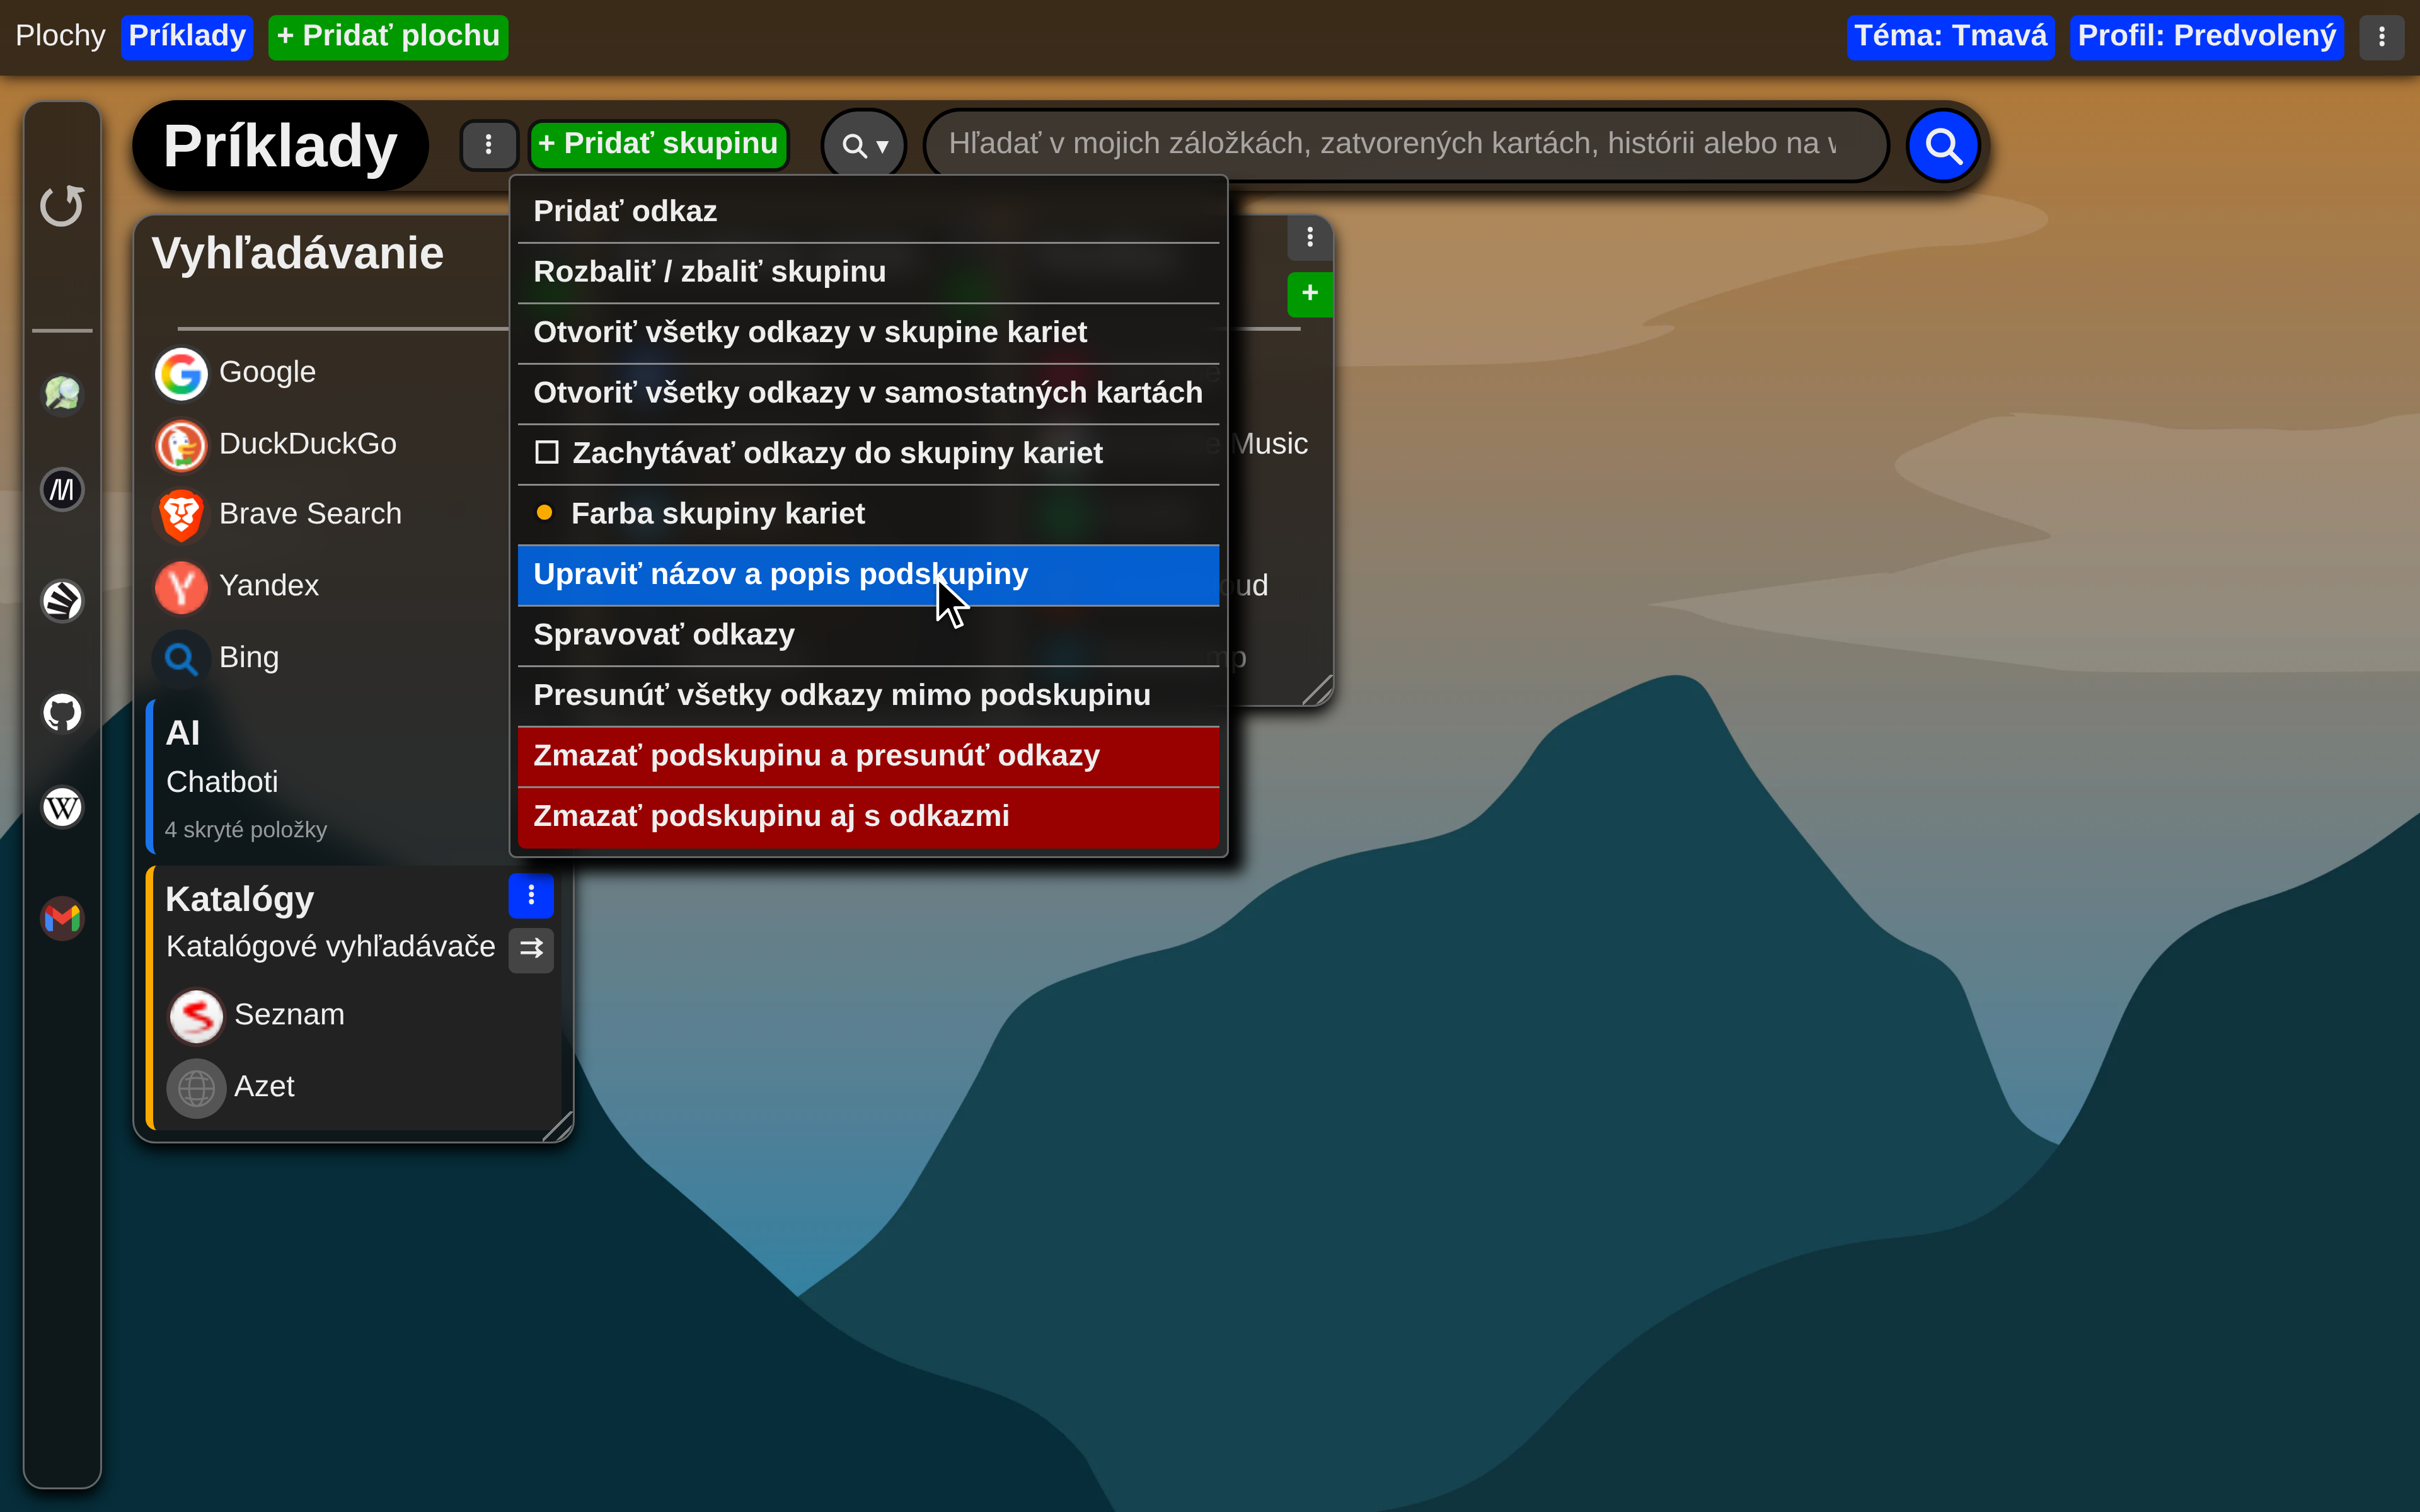 Plochy Príklady + Pridať plochu Téma: Tmavá Profil: Predvolený
Príklady + Pridať skupinu Hľadať v mojich záložkách, zatvorených kartách, histórii alebo na
Vyhľadávanie
Google
DuckDuckGo
Brave Search
Yandex
Bing
AI
Chatboti
4 skryté položky
Katalógy
Katalógové vyhľadávače
Seznam
Azet
Pridať odkaz
Rozbaliť / zbaliť skupinu
Otvoriť všetky odkazy v skupine kariet
Otvoriť všetky odkazy v samostatných kartách
Zachytávať odkazy do skupiny kariet
Farba skupiny kariet
Upraviť názov a popis podskupiny
Spravovať odkazy
Presunúť všetky odkazy mimo podskupinu
Zmazať podskupinu a presunúť odkazy
Zmazať podskupinu aj s odkazmi
+
Music